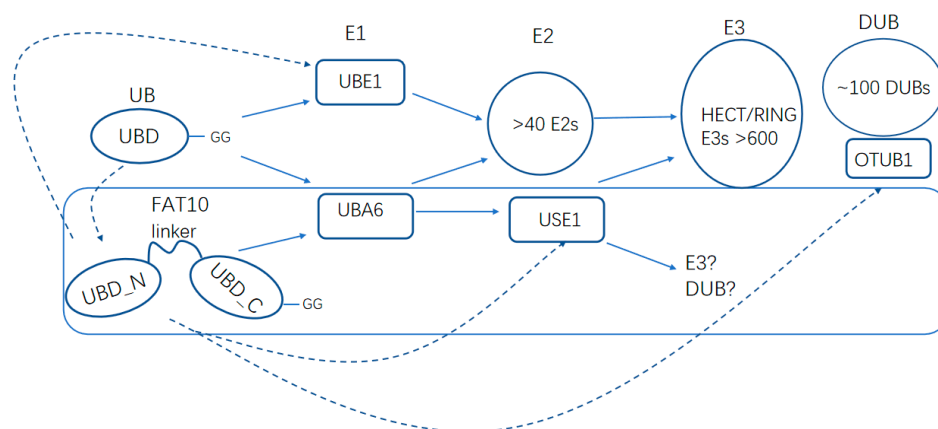 E1
E2
E3
DUB
UB
UBD
GG
UBE1
>40 E2s
HECT/RING
E3s >600
~100 DUBs
OTUB1
FAT10
linker
UBD_N
UBD_C
GG
UBA6
USE1
E3?
DUB?